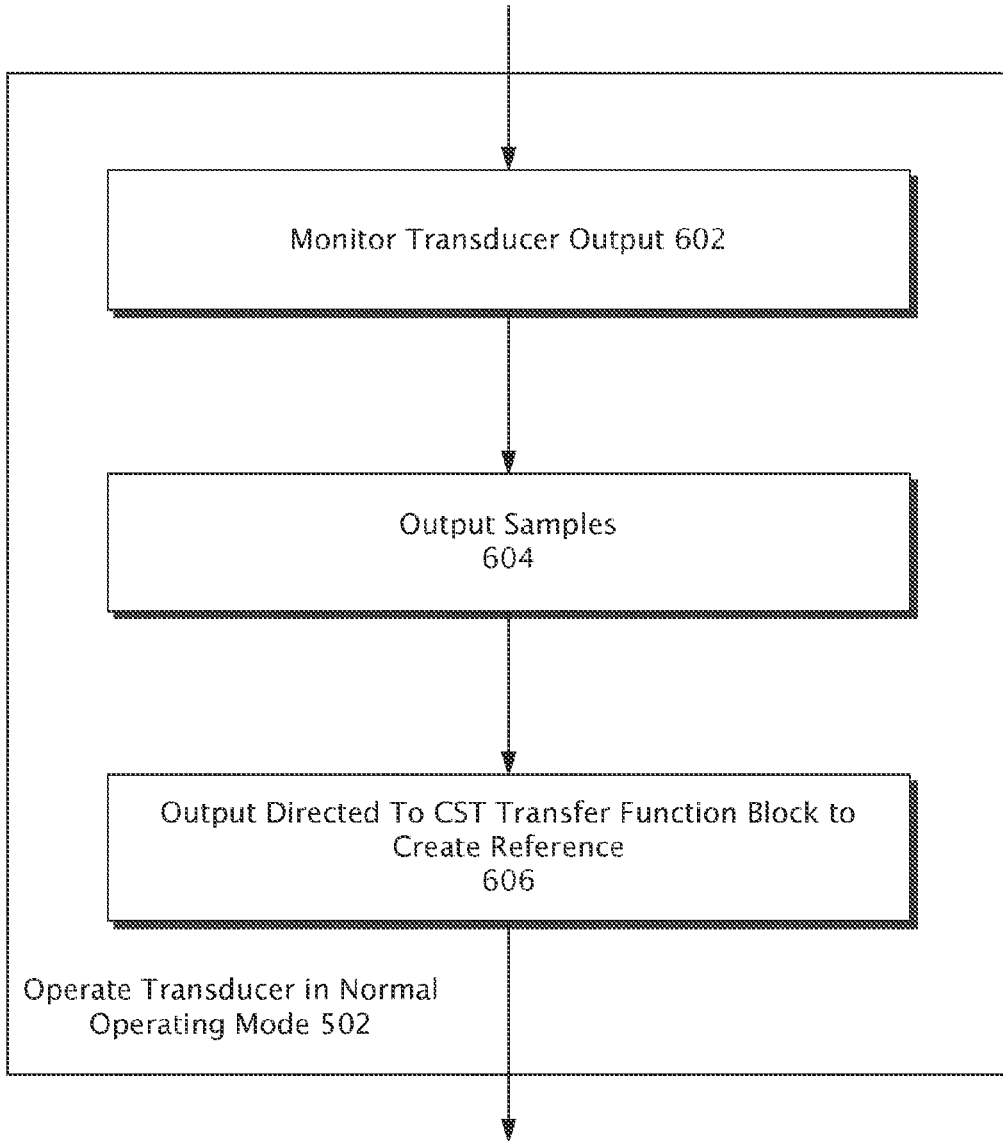 Monitor Transducer Output 602
Output Samples
604
Output Directed To CST Transfer Function Block to
Create Reference
606
Operate Transducer in Normal
Operating Mode 502